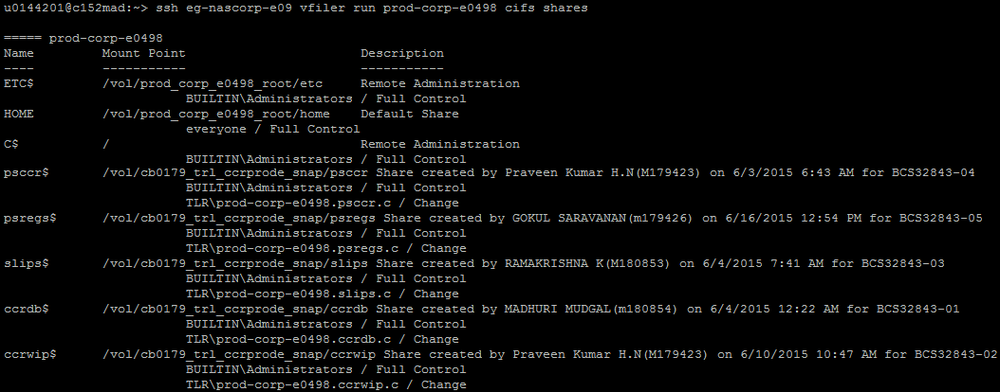 u0144201@c152mad:~> ssh eg-nascorp-e09 vfiler run prod-corp-e0498 cifs shares
===== prod-corp-e0498
Name         Mount Point                       Description
----         -----------                       -----------
ETC$         /vol/prod_corp_e0498_root/etc     Remote Administration
                        BUILTIN\Administrators / Full Control
HOME         /vol/prod_corp_e0498_root/home    Default Share
                        everyone / Full Control
C$           /                                 Remote Administration
                        BUILTIN\Administrators / Full Control
psccr$       /vol/cb0179_trl_ccrprode_snap/psccr Share created by Praveen Kumar H.N(M179423) on 6/3/2015 6:43 AM for BCS32843-04
                        BUILTIN\Administrators / Full Control
                        TLR\prod-corp-e0498.psccr.c / Change
psregs$      /vol/cb0179_trl_ccrprode_snap/psregs Share created by GOKUL SARAVANAN(m179426) on 6/16/2015 12:54 PM for BCS32843-05
                        BUILTIN\Administrators / Full Control
                        TLR\prod-corp-e0498.psregs.c / Change
slips$       /vol/cb0179_trl_ccrprode_snap/slips Share created by RAMAKRISHNA K(M180853) on 6/4/2015 7:41 AM for BCS32843-03
                        BUILTIN\Administrators / Full Control
                        TLR\prod-corp-e0498.slips.c / Change
ccrdb$       /vol/cb0179_trl_ccrprode_snap/ccrdb Share created by MADHURI MUDGAL(m180854) on 6/4/2015 12:22 AM for BCS32843-01
                        BUILTIN\Administrators / Full Control
                        TLR\prod-corp-e0498.ccrdb.c / Change
ccrwip$      /vol/cb0179_trl_ccrprode_snap/ccrwip Share created by Praveen Kumar H.N(M179423) on 6/10/2015 10:47 AM for BCS32843-02
                        BUILTIN\Administrators / Full Control
                        TLR\prod-corp-e0498.ccrwip.c / Change